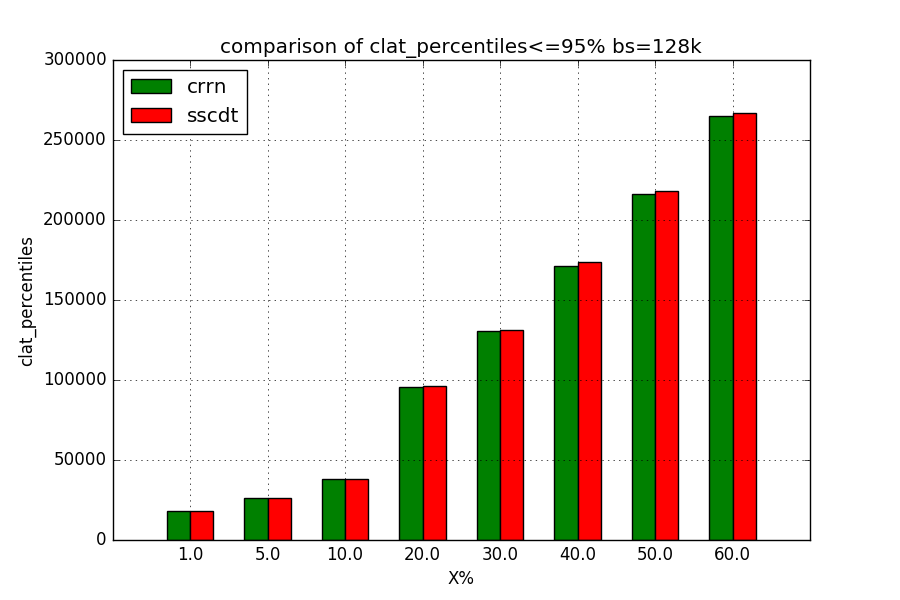 comparison of clat_percentiles<=95% bs=128k
300000
250000
200000
150000
100000
50000
0
clat_percentiles
crrn
sscdt
1.0 5.0 10.0 20.0 30.0 40.0 50.0 60.0
X%